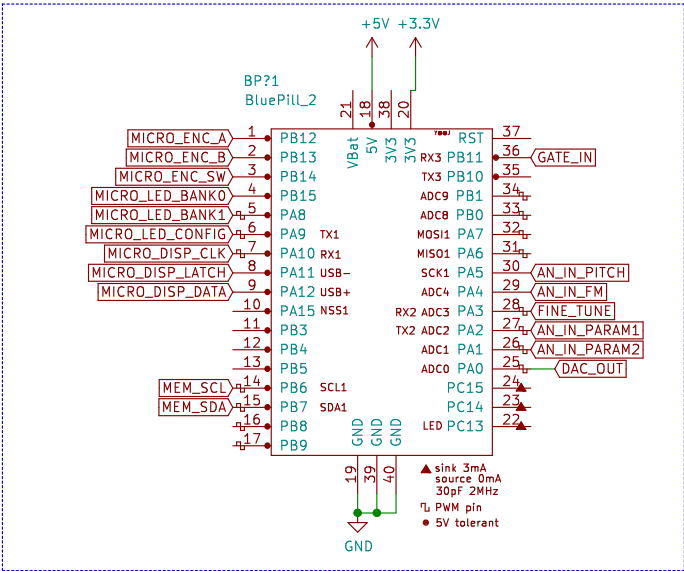 +5V +3.3V
BP?1
BluePill_2
21 18 38 20
VBat 5V 3V3 3V3
MICRO_ENC_A 1 PB12
MICRO_ENC_B 2 PB13
MICRO_ENC_SW 3 PB14
MICRO_LED_BANK0 4 PB15
MICRO_LED_BANK1 5 PA8
MICRO_LED_CONFIG 6 PA9 TX1
MICRO_DISP_CLK 7 PA10 RX1
MICRO_DISP_LATCH 8 PA11 USB-
MICRO_DISP_DATA 9 PA12 USB+
10 PA15 NSS1
11 PB3
12 PB4
13 PB5
MEM_SCL 14 PB6 SCL1
MEM_SDA 15 PB7 SDA1
16 PB8
17 PB9
RST 37
RX3 PB11 36 GATE_IN
TX3 PB10 35
ADC9 PB1 34
ADC8 PB0 33
MOSI1 PA7 32
MISO1 PA6 31
SCK1 PA5 30 AN_IN_PITCH
ADC4 PA4 29 AN_IN_FM
RX2 ADC3 PA3 28 FINE_TUNE
TX2 ADC2 PA2 27 AN_IN_PARAM1
ADC1 PA1 26 AN_IN_PARAM2
ADC0 PA0 25 DAC_OUT
PC15 24
PC14 23
LED PC13 22
GND GND GND
19 39 40
GND
sink 3mA
source 0mA
30pF 2MHz
PWM pin
5V tolerant